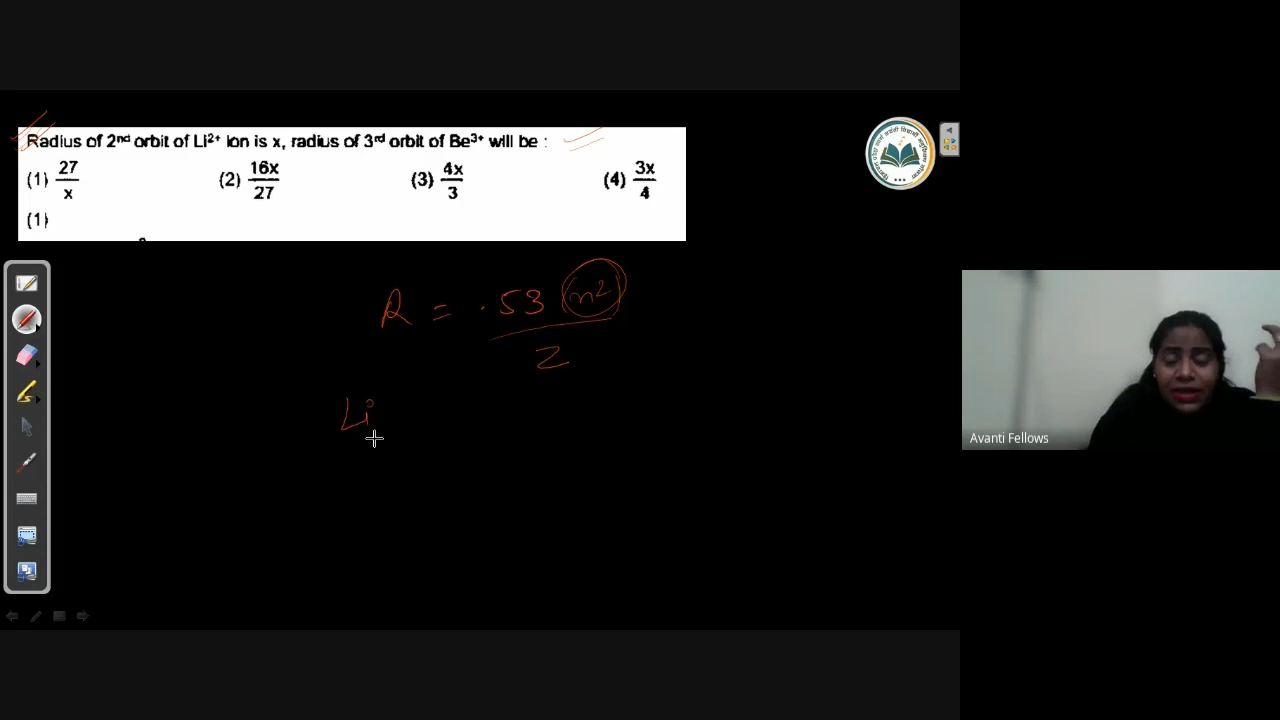 Radius of 2nd orbit of Li2+ Ion is x, radius of 3rd orbit of Be3+ will be :
(1) 27/x (2) 16x/27 (3) 4x/3 (4) 3x/4
(1)
R = .53 n2
Z
Li
Avanti Fellows